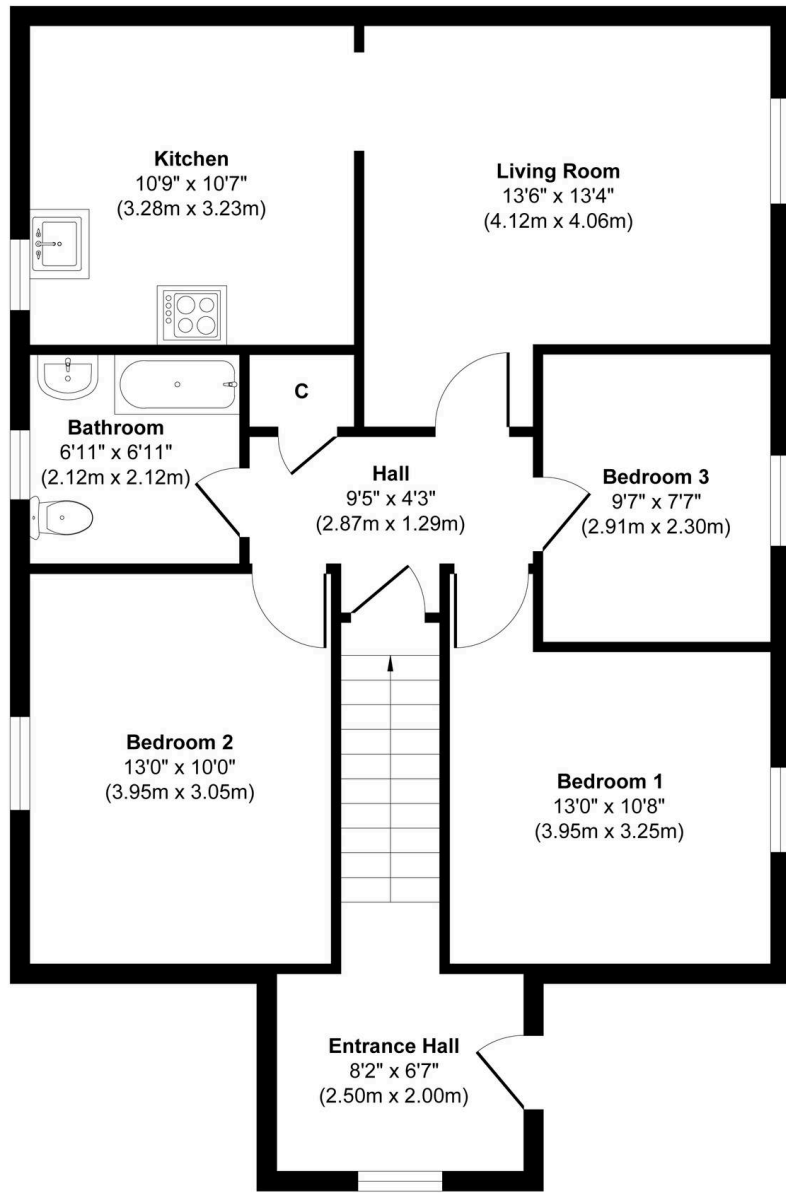 Kitchen
10'9" x 10'7"
(3.28m x 3.23m)
Living Room
13'6" x 13'4"
(4.12m x 4.06m)
C
Bathroom
6'11" x 6'11"
(2.12m x 2.12m)
Hall
9'5" x 4'3"
(2.87m x 1.29m)
Bedroom 3
9'7" x 7'7"
(2.91m x 2.30m)
Bedroom 2
13'0" x 10'0"
(3.95m x 3.05m)
Bedroom 1
13'0" x 10'8"
(3.95m x 3.25m)
Entrance Hall
8'2" x 6'7"
(2.50m x 2.00m)